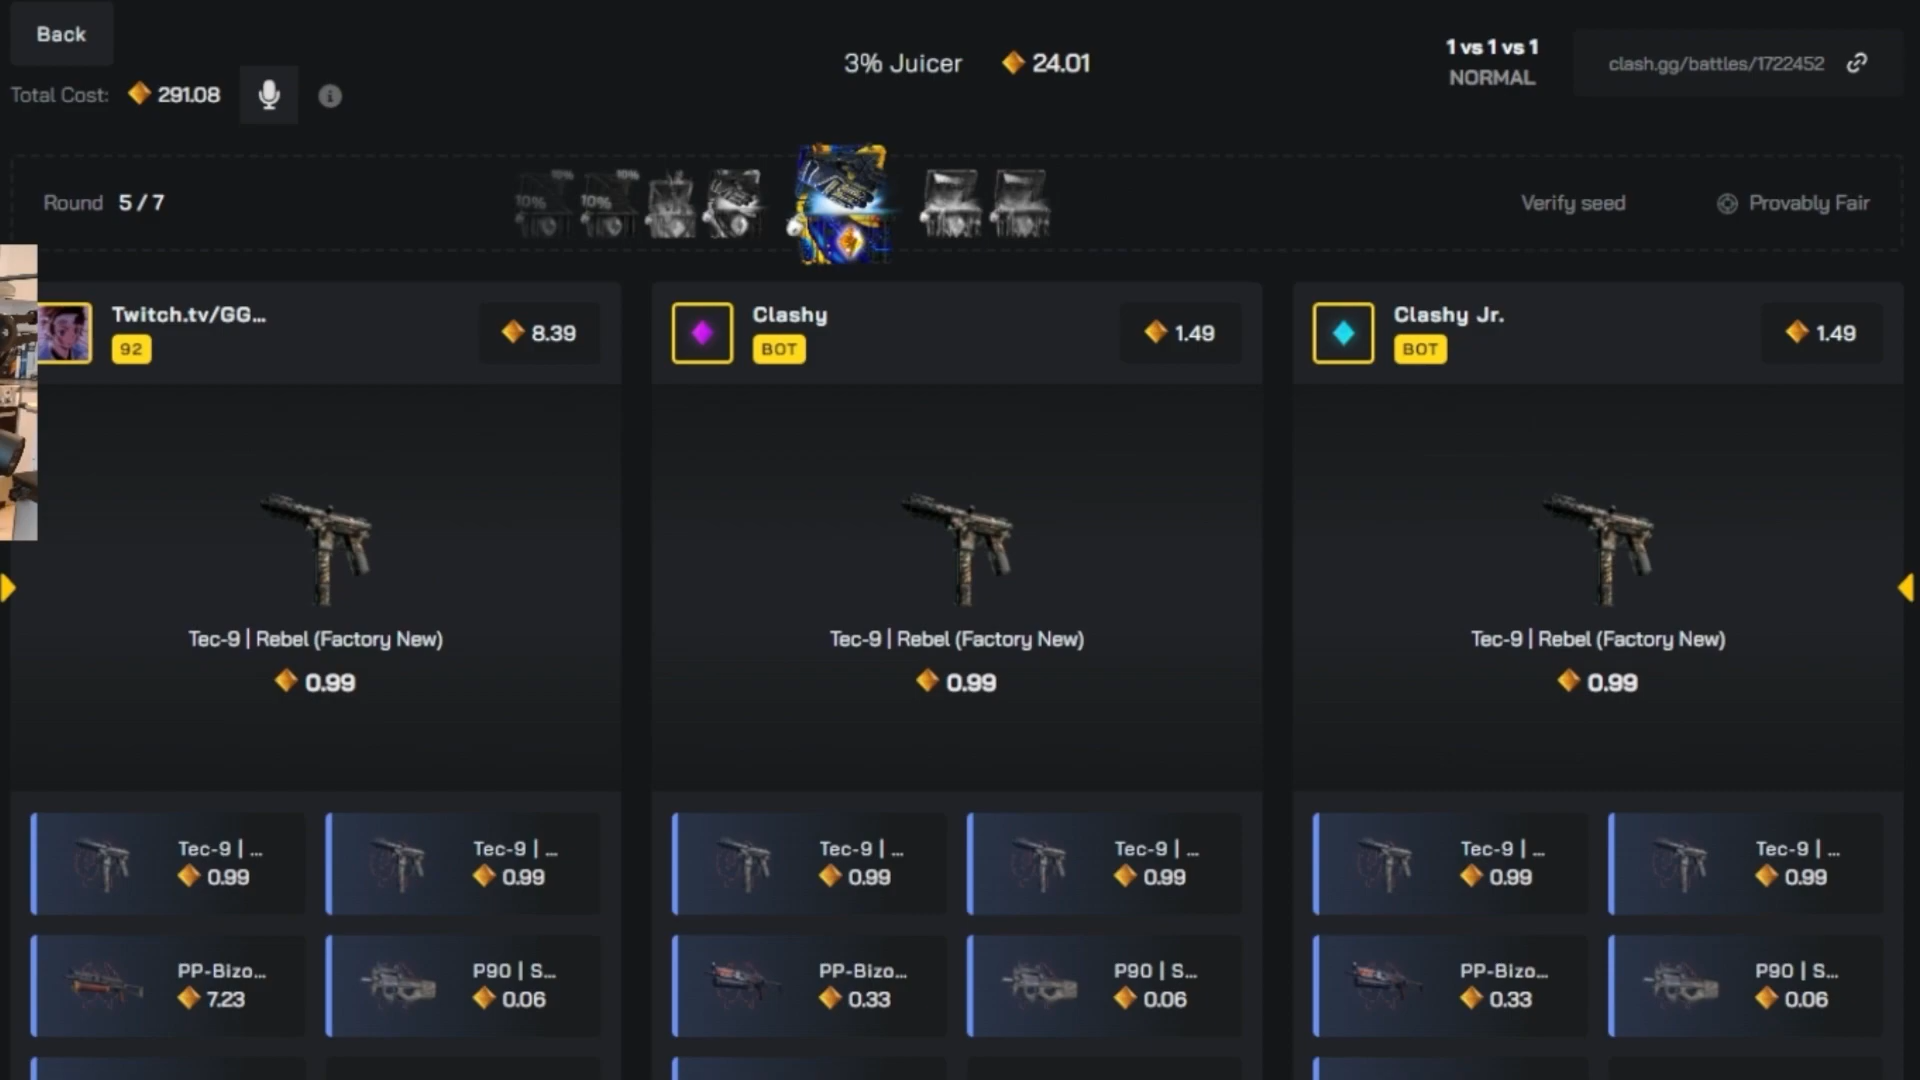 Back
Total Cost: 291.08
3% Juicer 24.01
1 vs 1 vs 1
NORMAL
clash.gg/battles/1722452
Round 5 / 7
10% 10%
10% 10%
Verify seed
Provably Fair
Twitch.tv/GG...
92
8.39
Clashy
BOT
1.49
Clashy Jr.
BOT
1.49
Tec-9 | Rebel (Factory New)
0.99
Tec-9 | Rebel (Factory New)
0.99
Tec-9 | Rebel (Factory New)
0.99
Tec-9 | ...
0.99
Tec-9 | ...
0.99
Tec-9 | ...
0.99
Tec-9 | ...
0.99
Tec-9 | ...
0.99
Tec-9 | ...
0.99
PP-Bizo...
7.23
P90 | S...
0.06
PP-Bizo...
0.33
P90 | S...
0.06
PP-Bizo...
0.33
P90 | S...
0.06